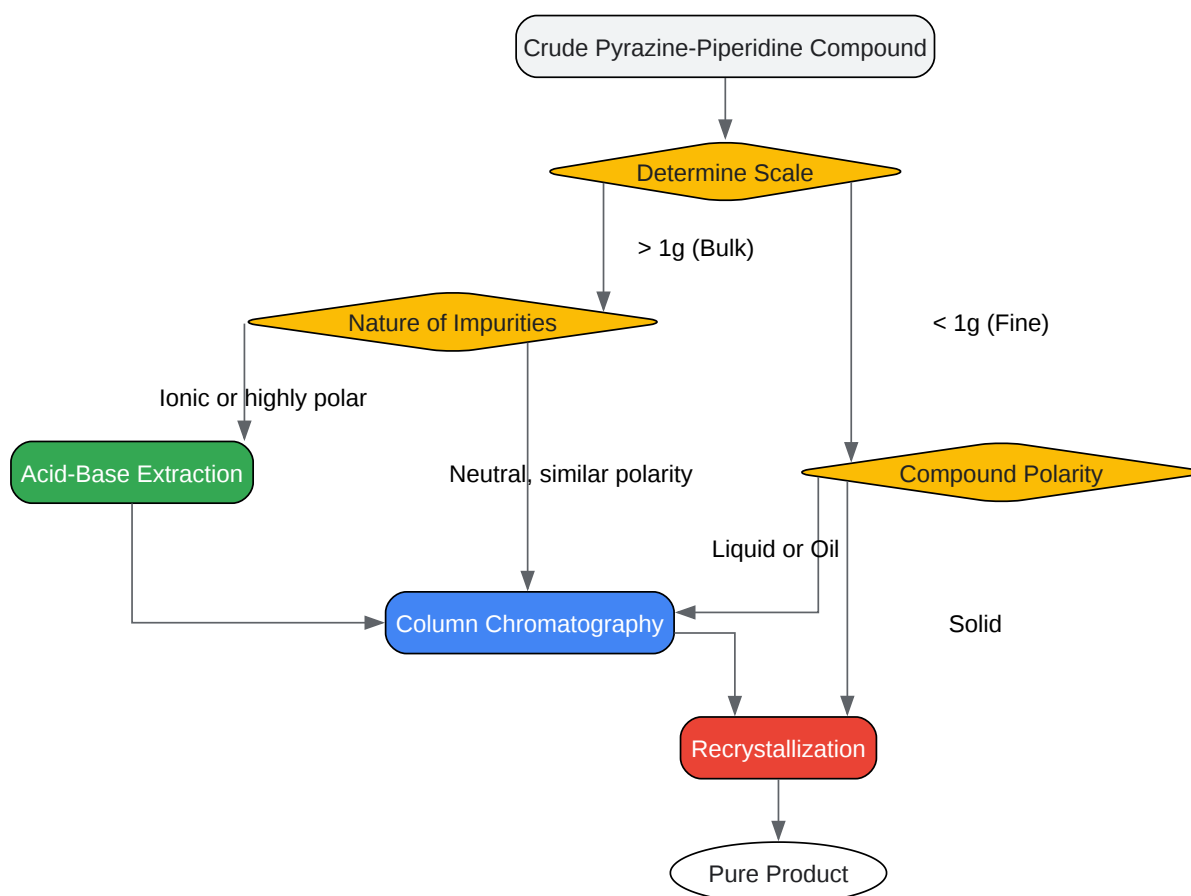 Crude Pyrazine-Piperidine Compound
Determine Scale
> 1g (Bulk)
Nature of Impurities
< 1g (Fine)
Ionic or highly polar
Acid-Base Extraction
Neutral, similar polarity
Compound Polarity
Liquid or Oil
Column Chromatography
Solid
Recrystallization
Pure Product